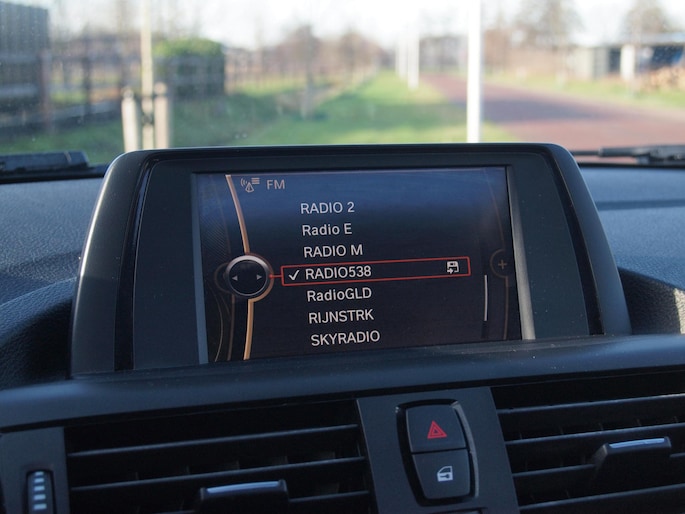 FM
RADIO 2
Radio E
RADIO M
RADIO538
RadioGLD
RIJNSTRK
SKYRADIO